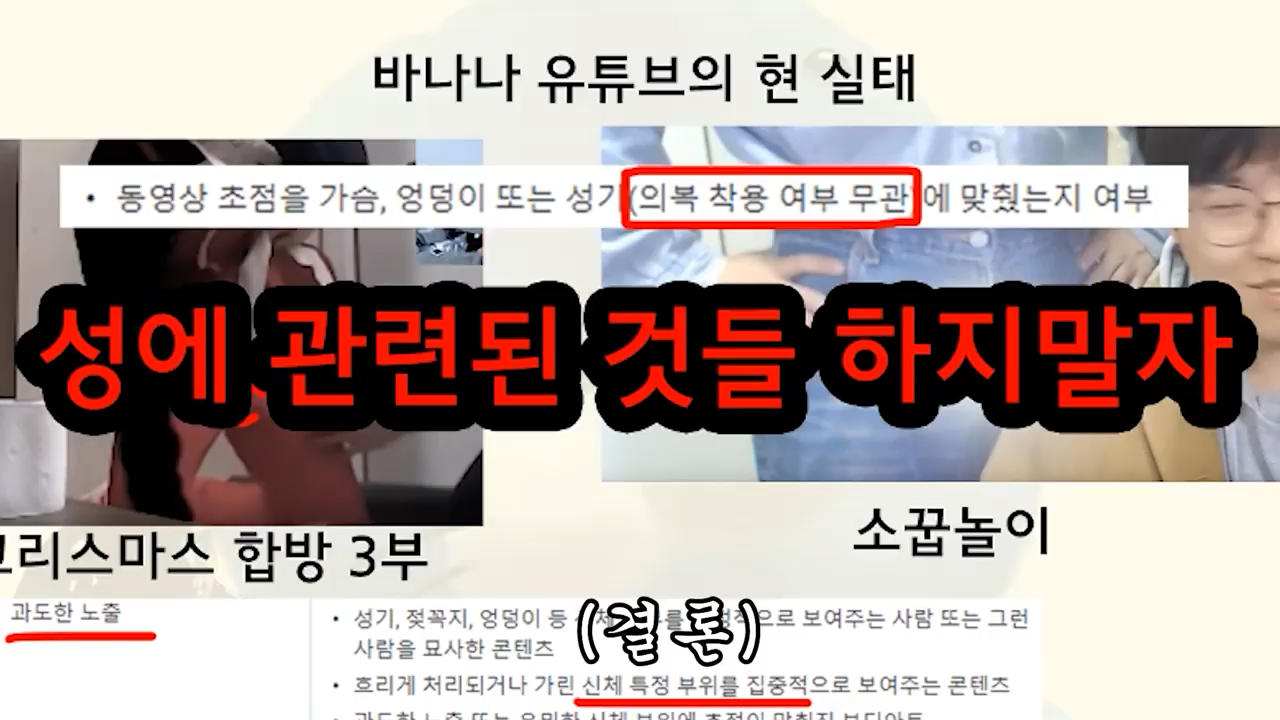 바나나 유튜브의 현 실태
• 동영상 초점을 가슴, 엉덩이 또는 성기(의복 착용 여부 무관)에 맞췄는지 여부
성에 관련된 것들 하지말자
크리스마스 합방 3부
소꿉놀이
(결론)
과도한 노출
• 성기, 젖꼭지, 엉덩이 등 보여주는 사람 또는 그런
사람을 묘사한 콘텐츠
• 흐리게 처리되거나 가린 신체 특정 부위를 집중적으로 보여주는 콘텐츠